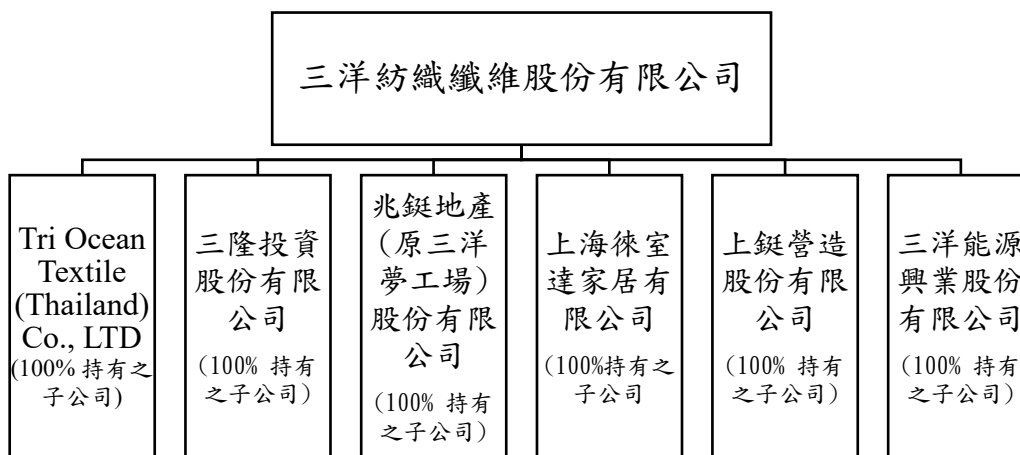 三洋紡織纖維股份有限公司
Tri Ocean
Textile
(Thailand)
Co., LTD
(100% 持有之
子公司)
三隆投資
股份有限
公司
(100% 持有
之子公司)
兆鋌地產
(原三洋
夢工場)
股份有限
公司
(100% 持有
之子公司)
上海徠室
達家居有
限公司
(100%持有之
子公司
上鋌營造
股份有限
公司
(100% 持有
之子公司)
三洋能源
興業股份
有限公司
(100% 持有
之子公司)